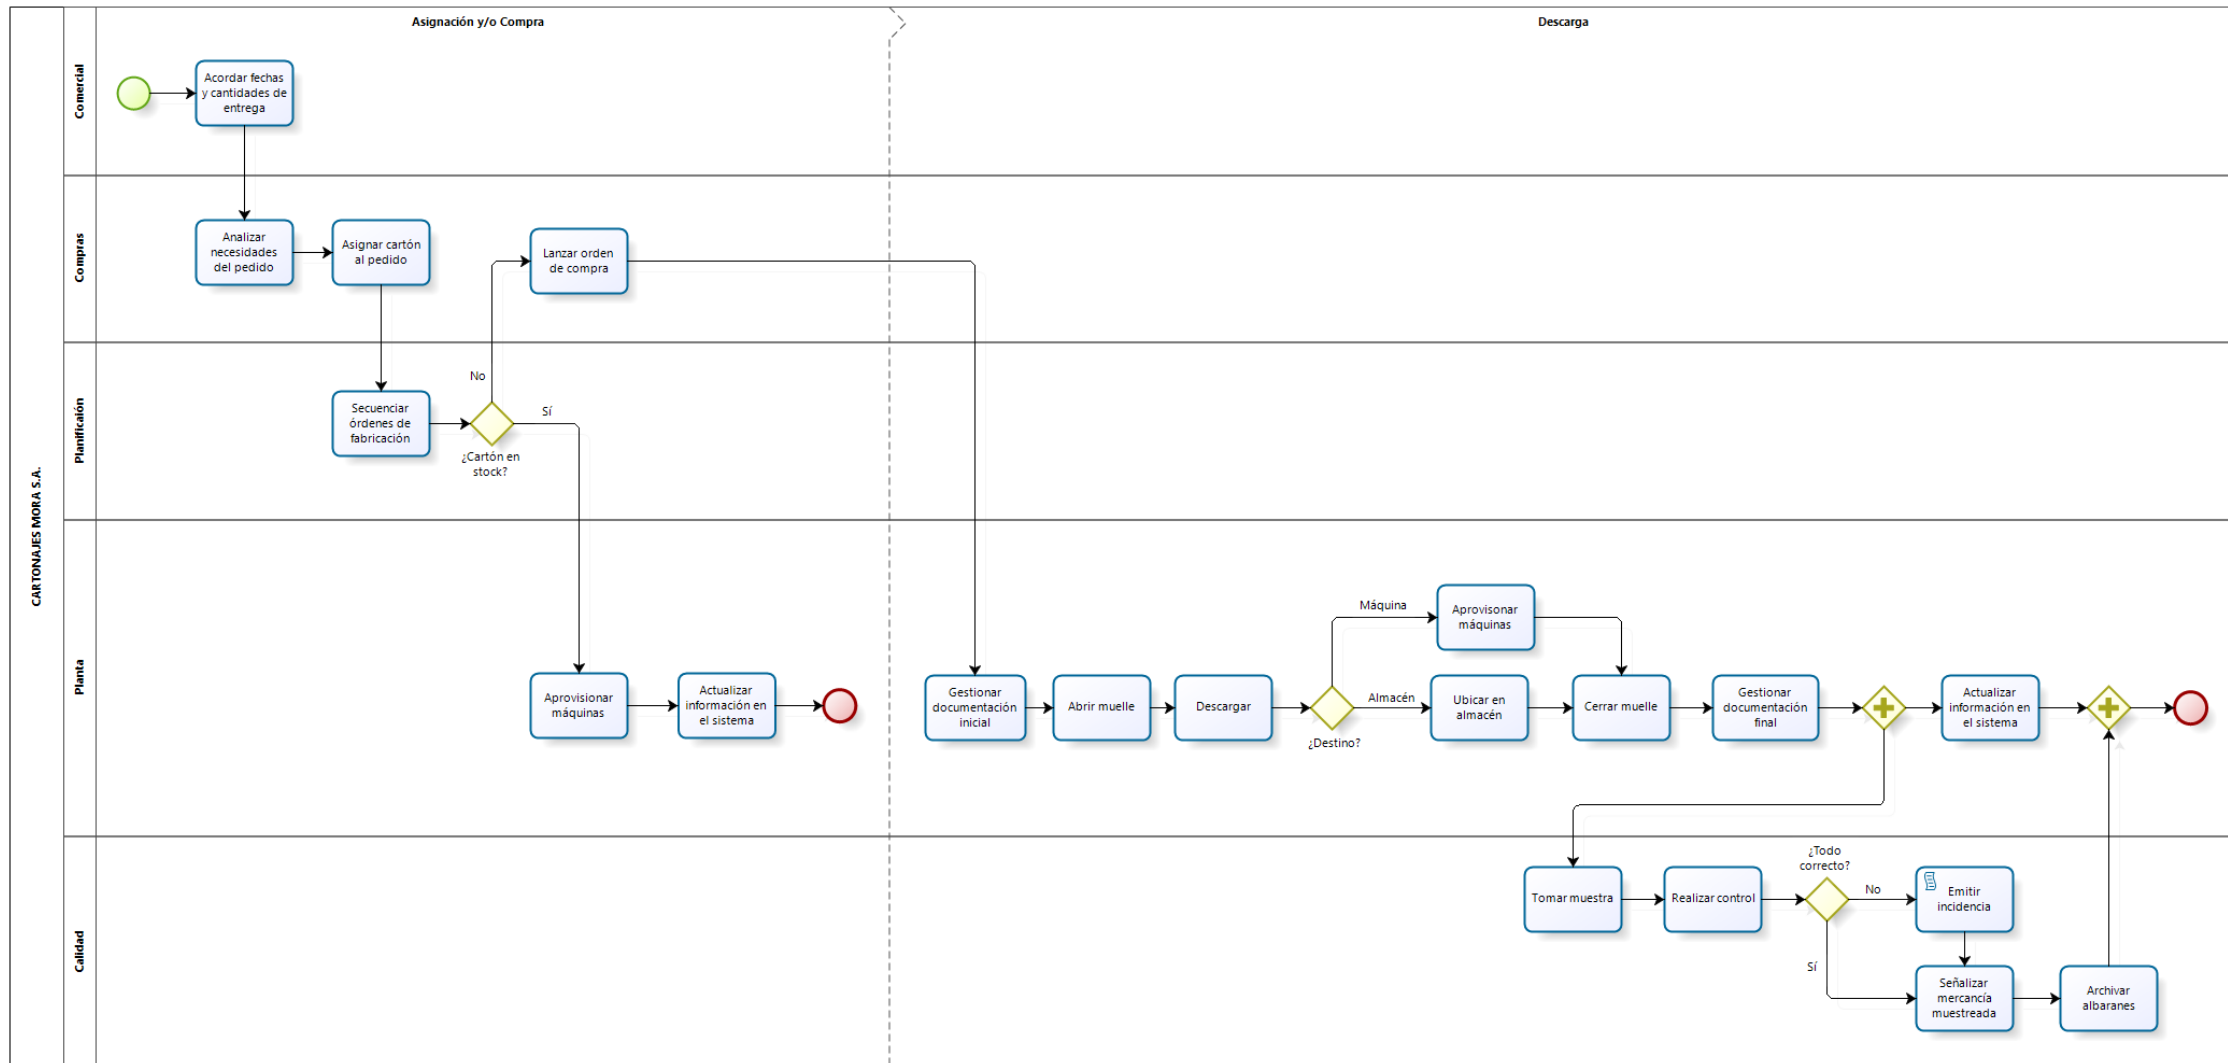 Asignación y/o Compra
Descarga
CARTONAJES MORA S.A.
Comercial
Acordar fechas
y cantidades de
entrega
Compras
Analizar
necesidades
del pedido
Asignar cartón
al pedido
Lanzar orden
de compra
Planificaión
Secuenciar
órdenes de
fabricación
No
Sí
¿Cartón en
stock?
Planta
Aprovisionar
máquinas
Actualizar
información en
el sistema
Gestionar
documentación
inicial
Abrir muelle
Descargar
¿Destino?
Máquina
Aprovisonar
máquinas
Almacén
Ubicar en
almacén
Cerrar muelle
Gestionar
documentación
final
Actualizar
información en
el sistema
Calidad
Tomar muestra
Realizar control
¿Todo
correcto?
No
Emitir
incidencia
Sí
Señalizar
mercancía
muestreada
Archivar
albaranes